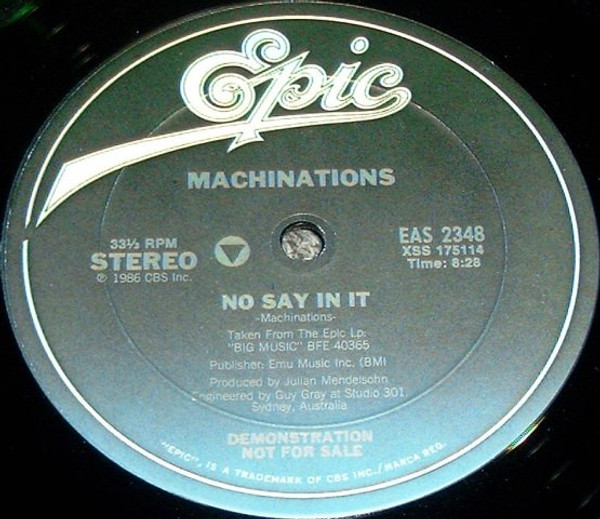 Epic
MACHINATIONS
33⅓ RPM
STEREO
℗ 1986 CBS Inc.
EAS 2348
XSS 175114
Time: 8:28
NO SAY IN IT
-Machinations-
Taken From The Epic Lp:
"BIG MUSIC" BFE 40365
Publisher: Emu Music Inc. (BMI
Produced by Julian Mendelsohn
Engineered by Guy Gray at Studio 301,
Sydney, Australia
DEMONSTRATION
NOT FOR SALE
"EPIC", IS A TRADEMARK OF CBS INC./MARCA REG.